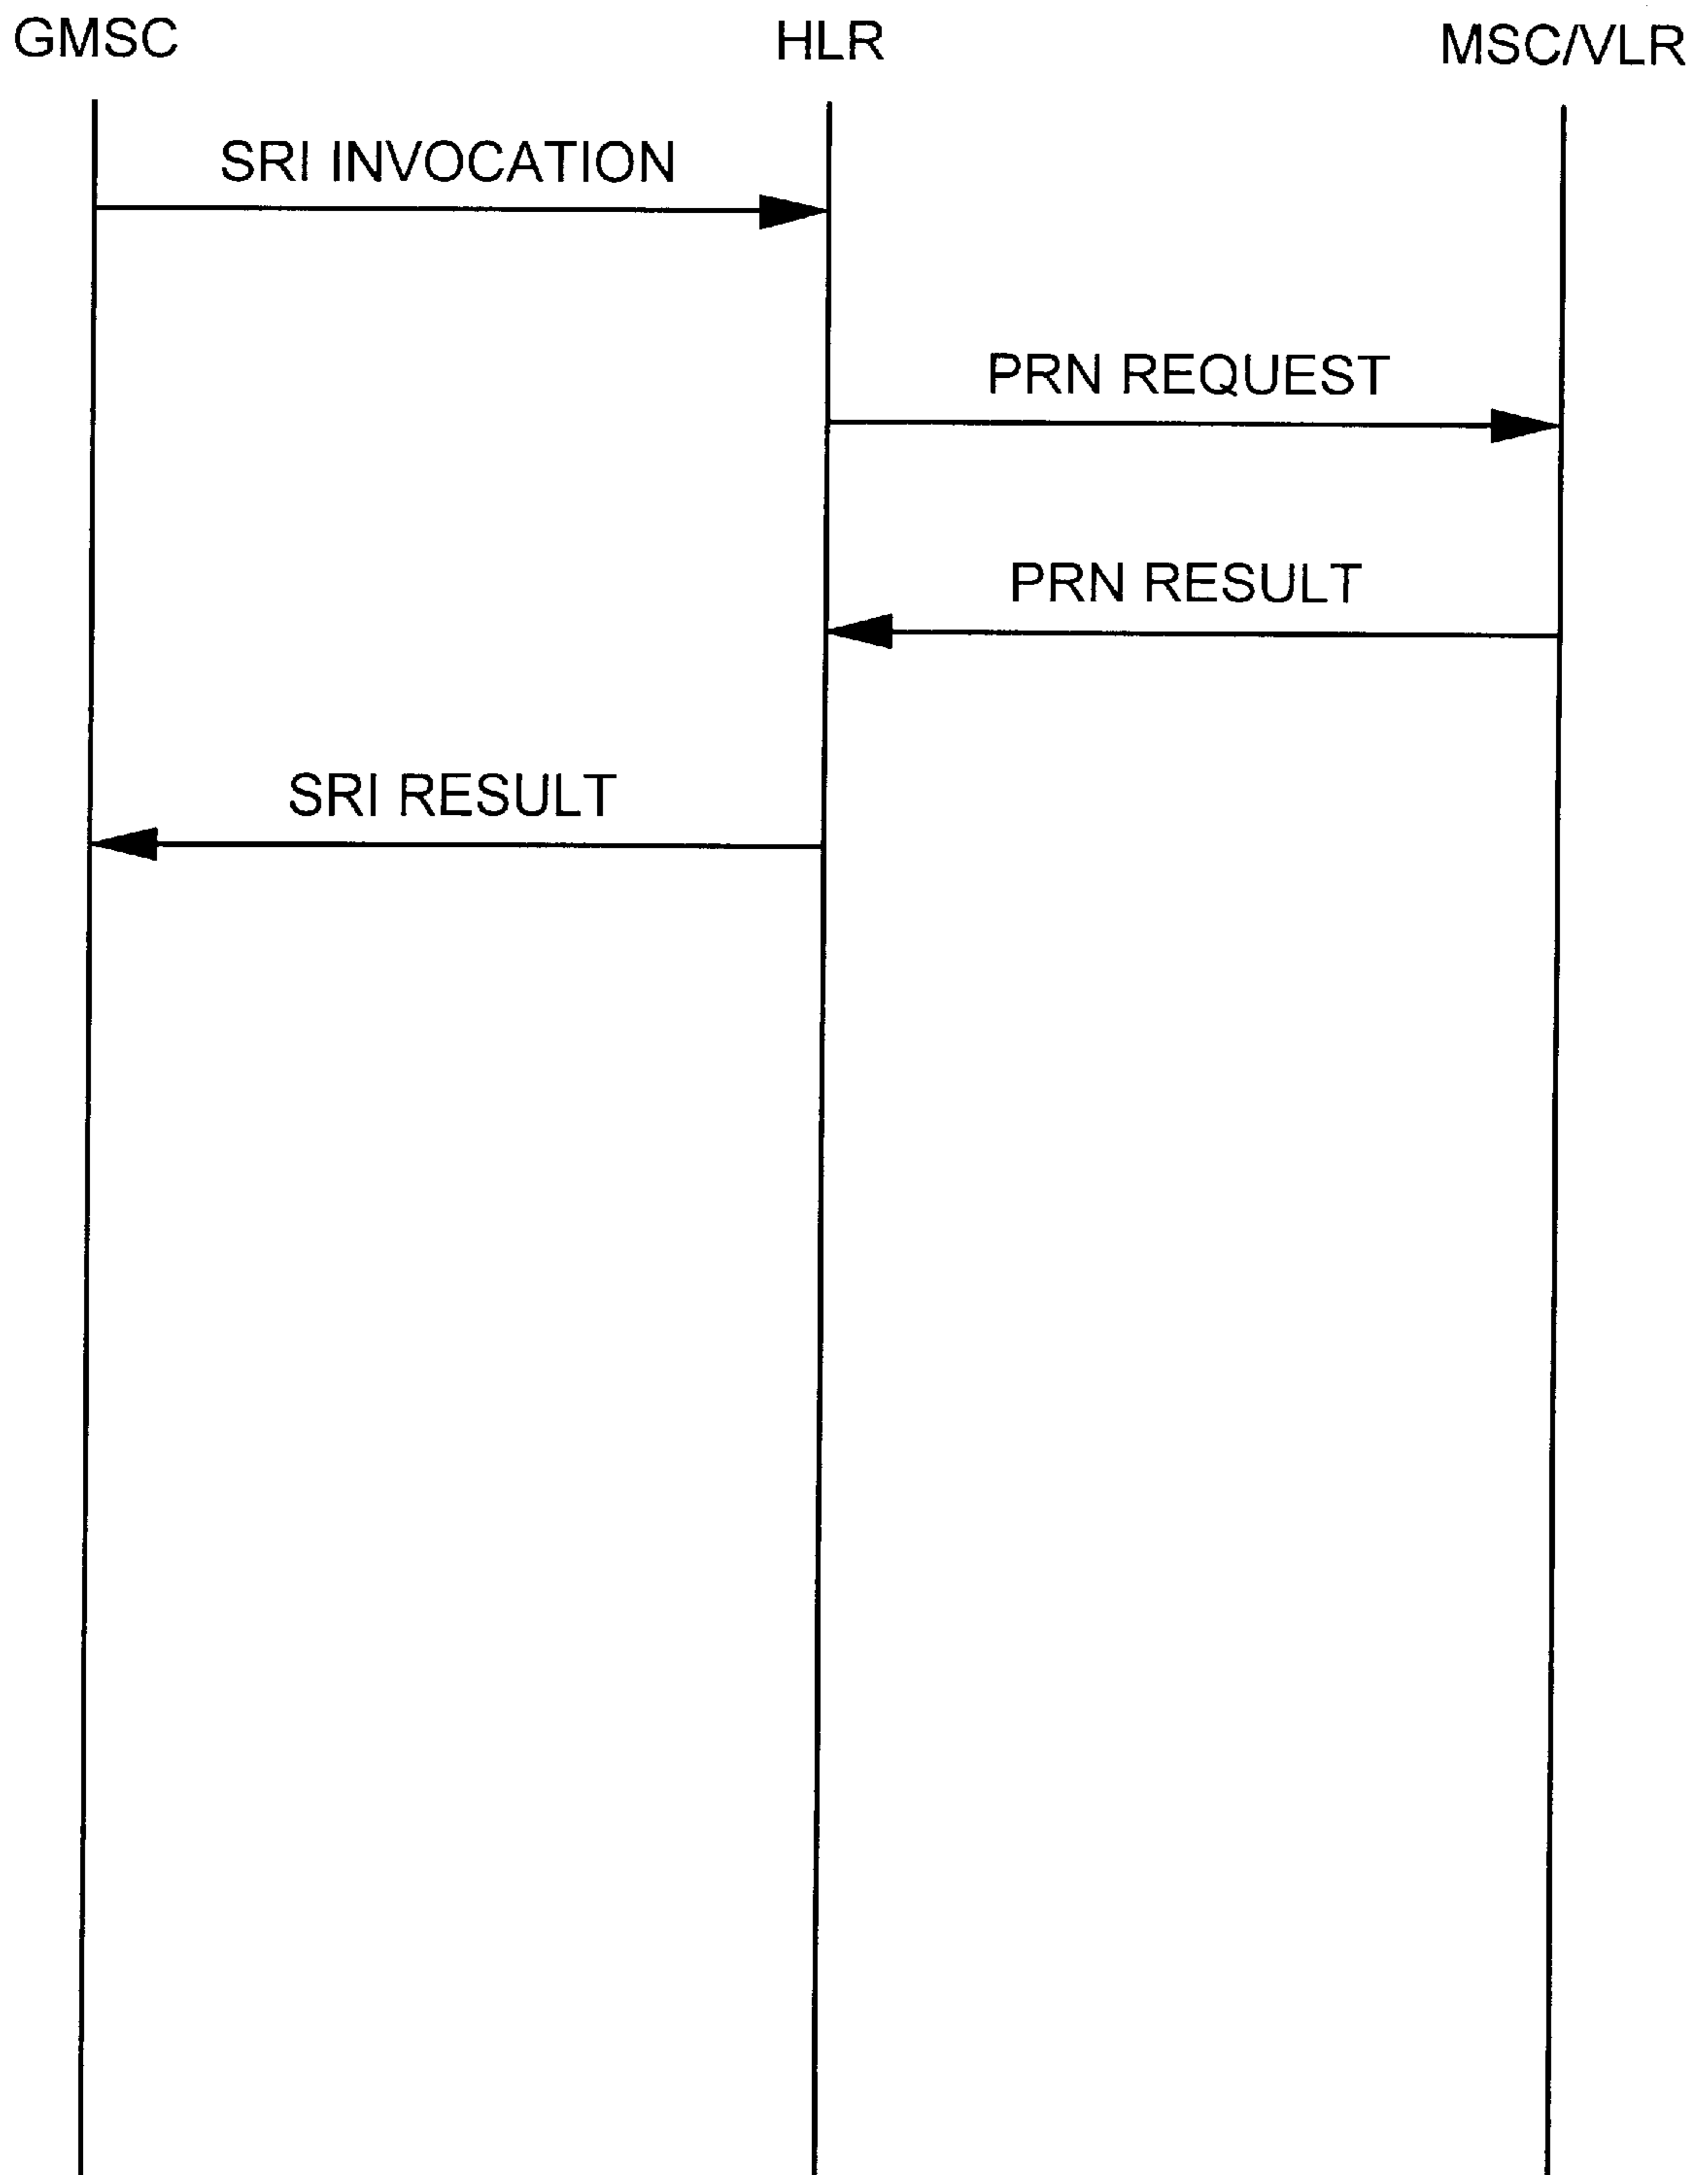 GMSC HLR MSC/VLR
SRI INVOCATION
PRN REQUEST
PRN RESULT
SRI RESULT